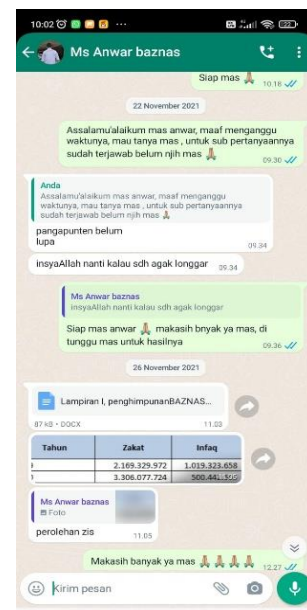 10:02
Ms Anwar baznas
Siap mas 🙏 10.18
22 November 2021
Assalamu'alaikum mas anwar, maaf menganggu
waktunya, mau tanya mas , untuk sub pertanyaannya
sudah terjawab belum njih mas 🙏 09.30
Anda
Assalamu'alaikum mas anwar, maaf menganggu
waktunya, mau tanya mas , untuk sub pertanyaannya
sudah terjawab belum njih mas 🙏
pangapunten belum
lupa 09.34
insyaAllah nanti kalau sdh agak longgar 09.34
Ms Anwar baznas
insyaAllah nanti kalau sdh agak longgar
Siap mas anwar 🙏 makasih bnyak ya mas, di
tunggu mas untuk hasilnya 09.36
26 November 2021
Lampiran I, penghimpunanBAZNAS...
87 kB • DOCX 11.03
Tahun Zakat Infaq
2.169.329.972 1.019.323.658
3.306.077.724
Ms Anwar baznas
Foto
perolehan zis 11.05
Makasih banyak ya mas 🙏 🙏 🙏 🙏 12.27
Kirim pesan